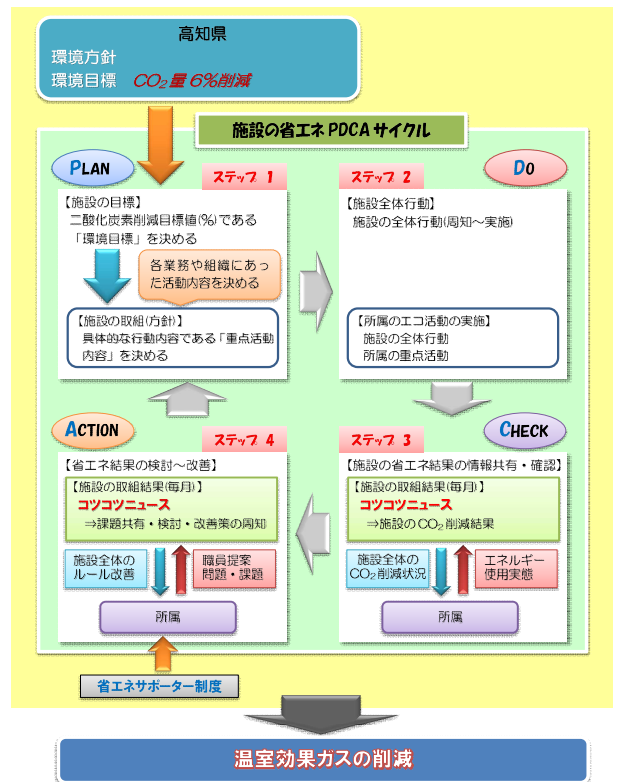 高知県
環境方針
環境目標 CO₂量 6%削減
施設の省エネ PDCA サイクル
PLAN
ステップ 1
【施設の目標】
二酸化炭素削減目標値(%)である
「環境目標」を決める
各業務や組織にあっ
た活動内容を決める
【施設の取組(方針)】
具体的な行動内容である「重点活動
内容」を決める
ステップ 2
DO
【施設全体行動】
施設の全体行動(周知～実施)
【所属のエコ活動の実施】
施設の全体行動
所属の重点活動
ACTION
ステップ 4
【省エネ結果の検討～改善】
【施設の取組結果(毎月)】
コツコツニュース
⇒課題共有・検討・改善策の周知
施設全体の
ルール改善
職員提案
問題・課題
所属
ステップ 3
CHECK
【施設の省エネ結果の情報共有・確認】
【施設の取組結果(毎月)】
コツコツニュース
⇒施設のCO₂削減結果
施設全体の
CO₂削減状況
エネルギー
使用実態
所属
省エネサポーター制度
温室効果ガスの削減